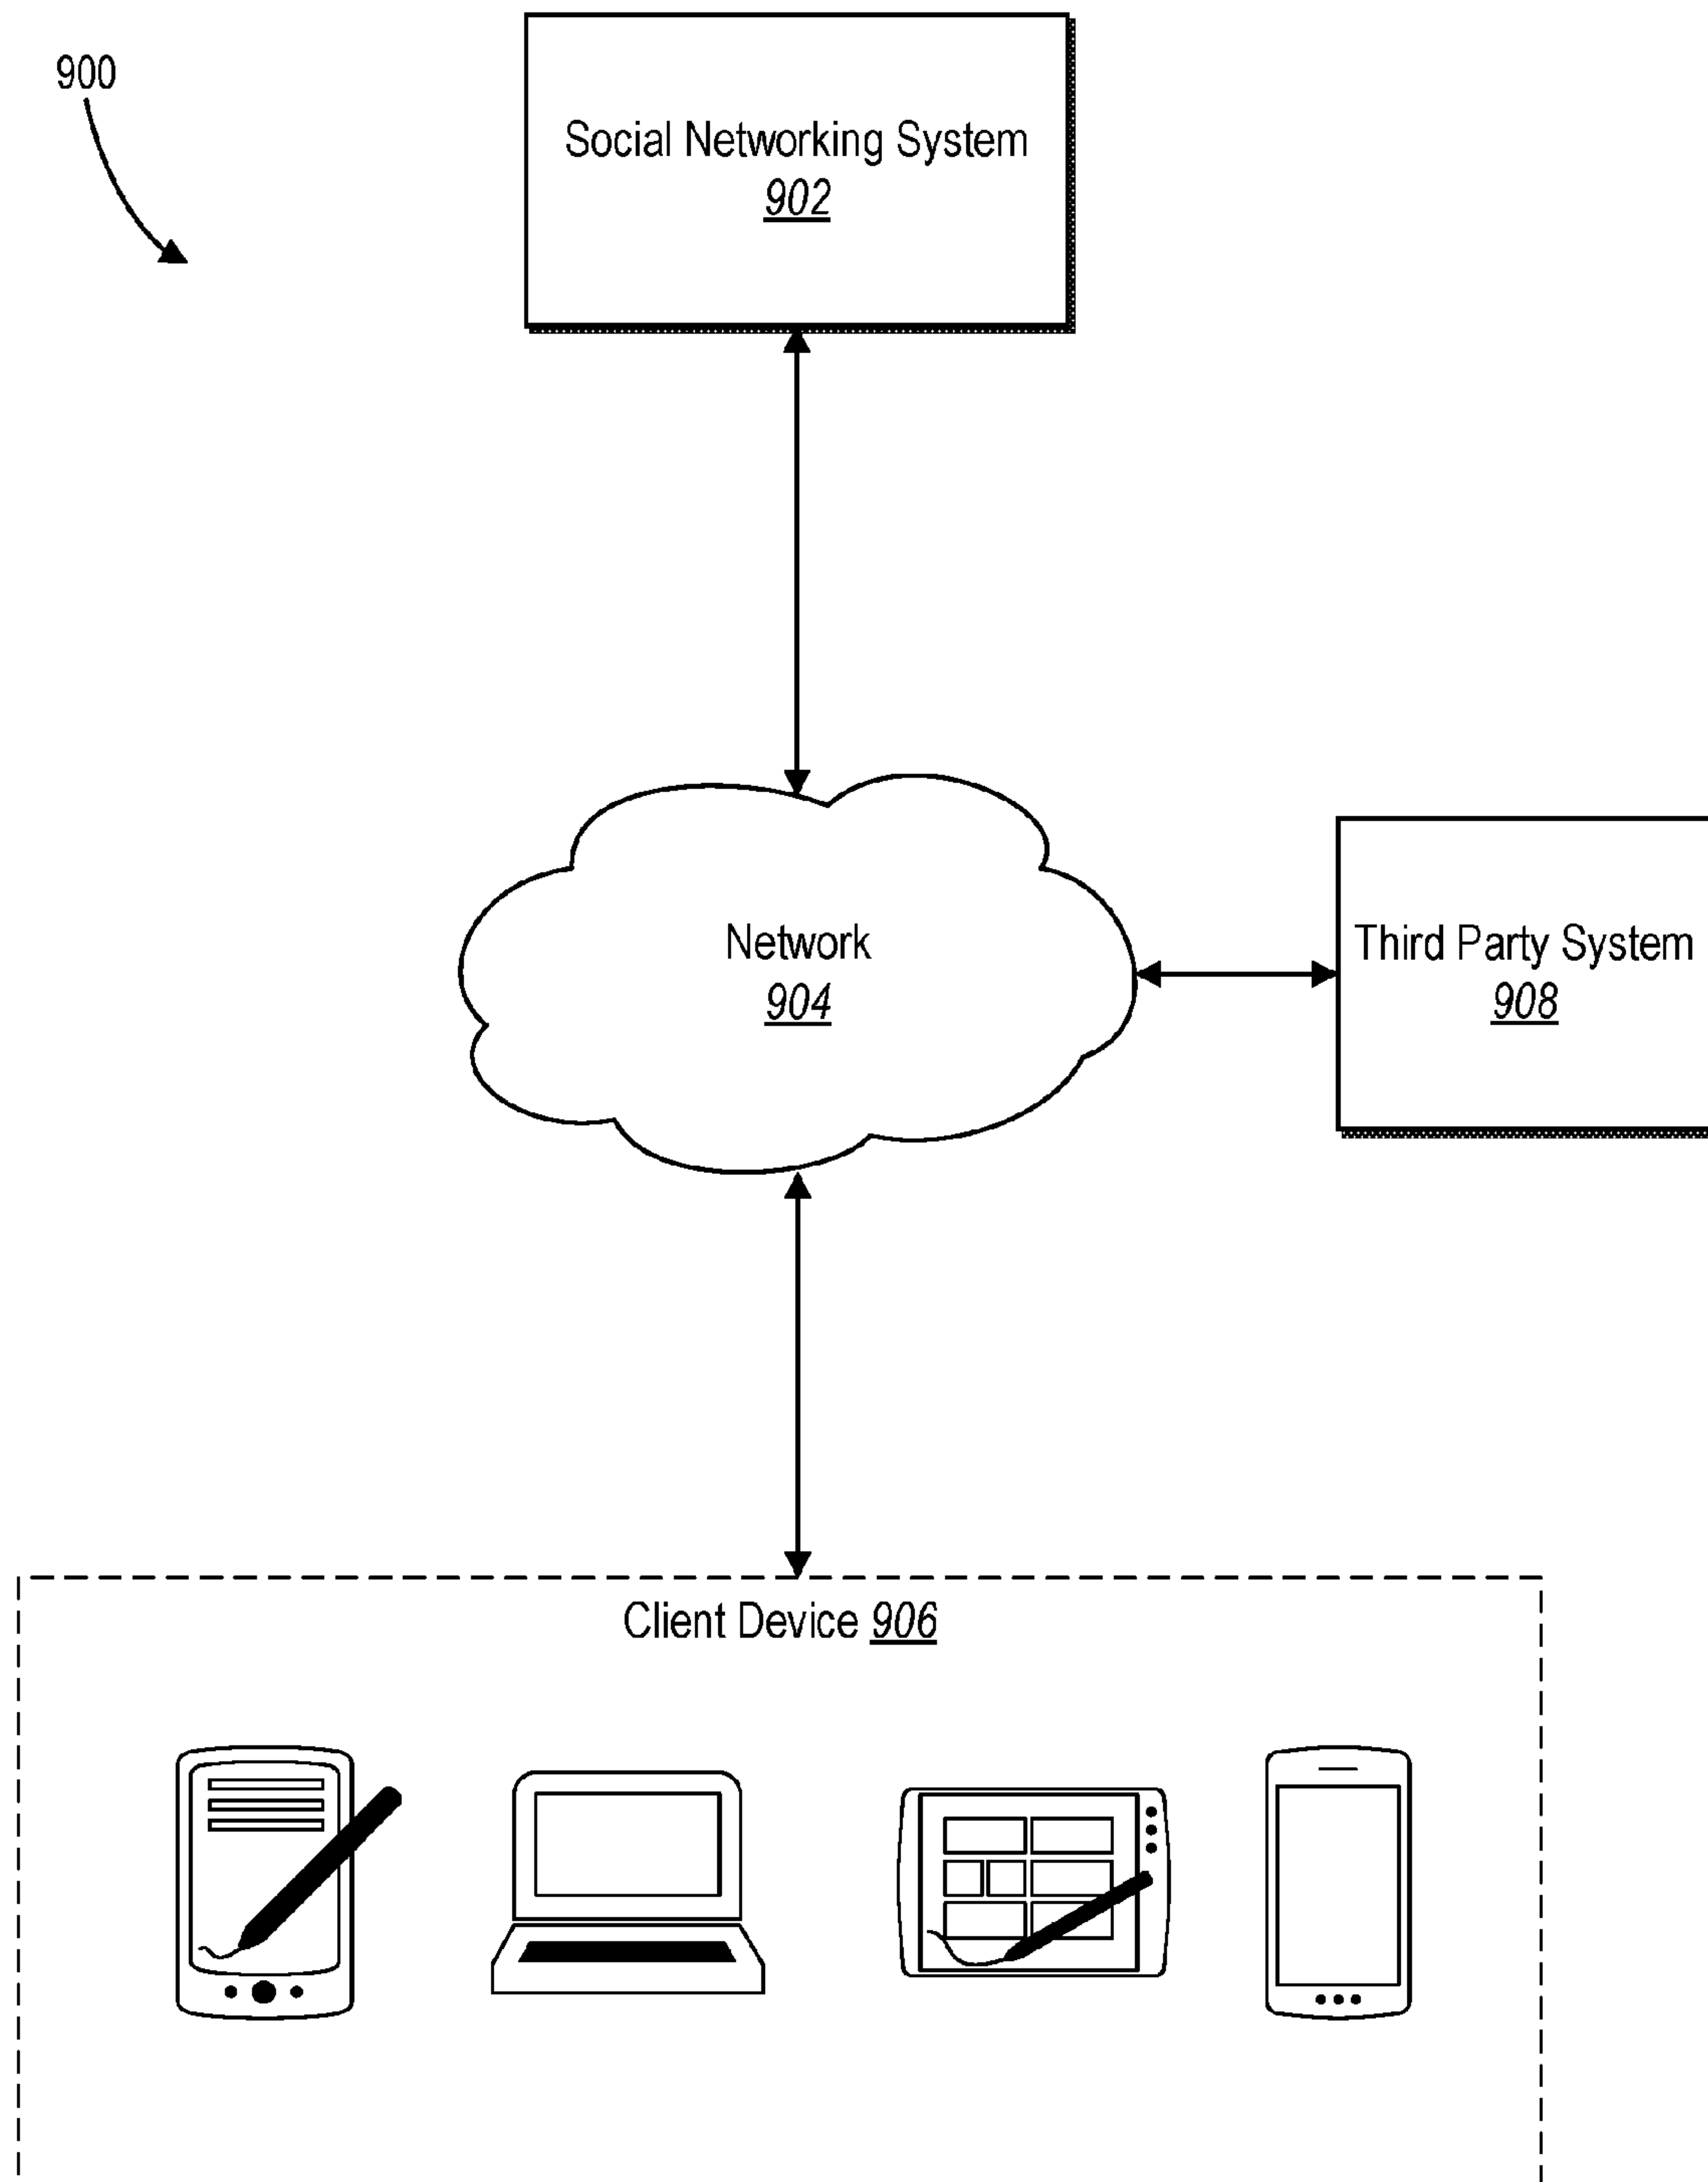 900
Social Networking System
902
Network
904
Third Party System
908
Client Device 906